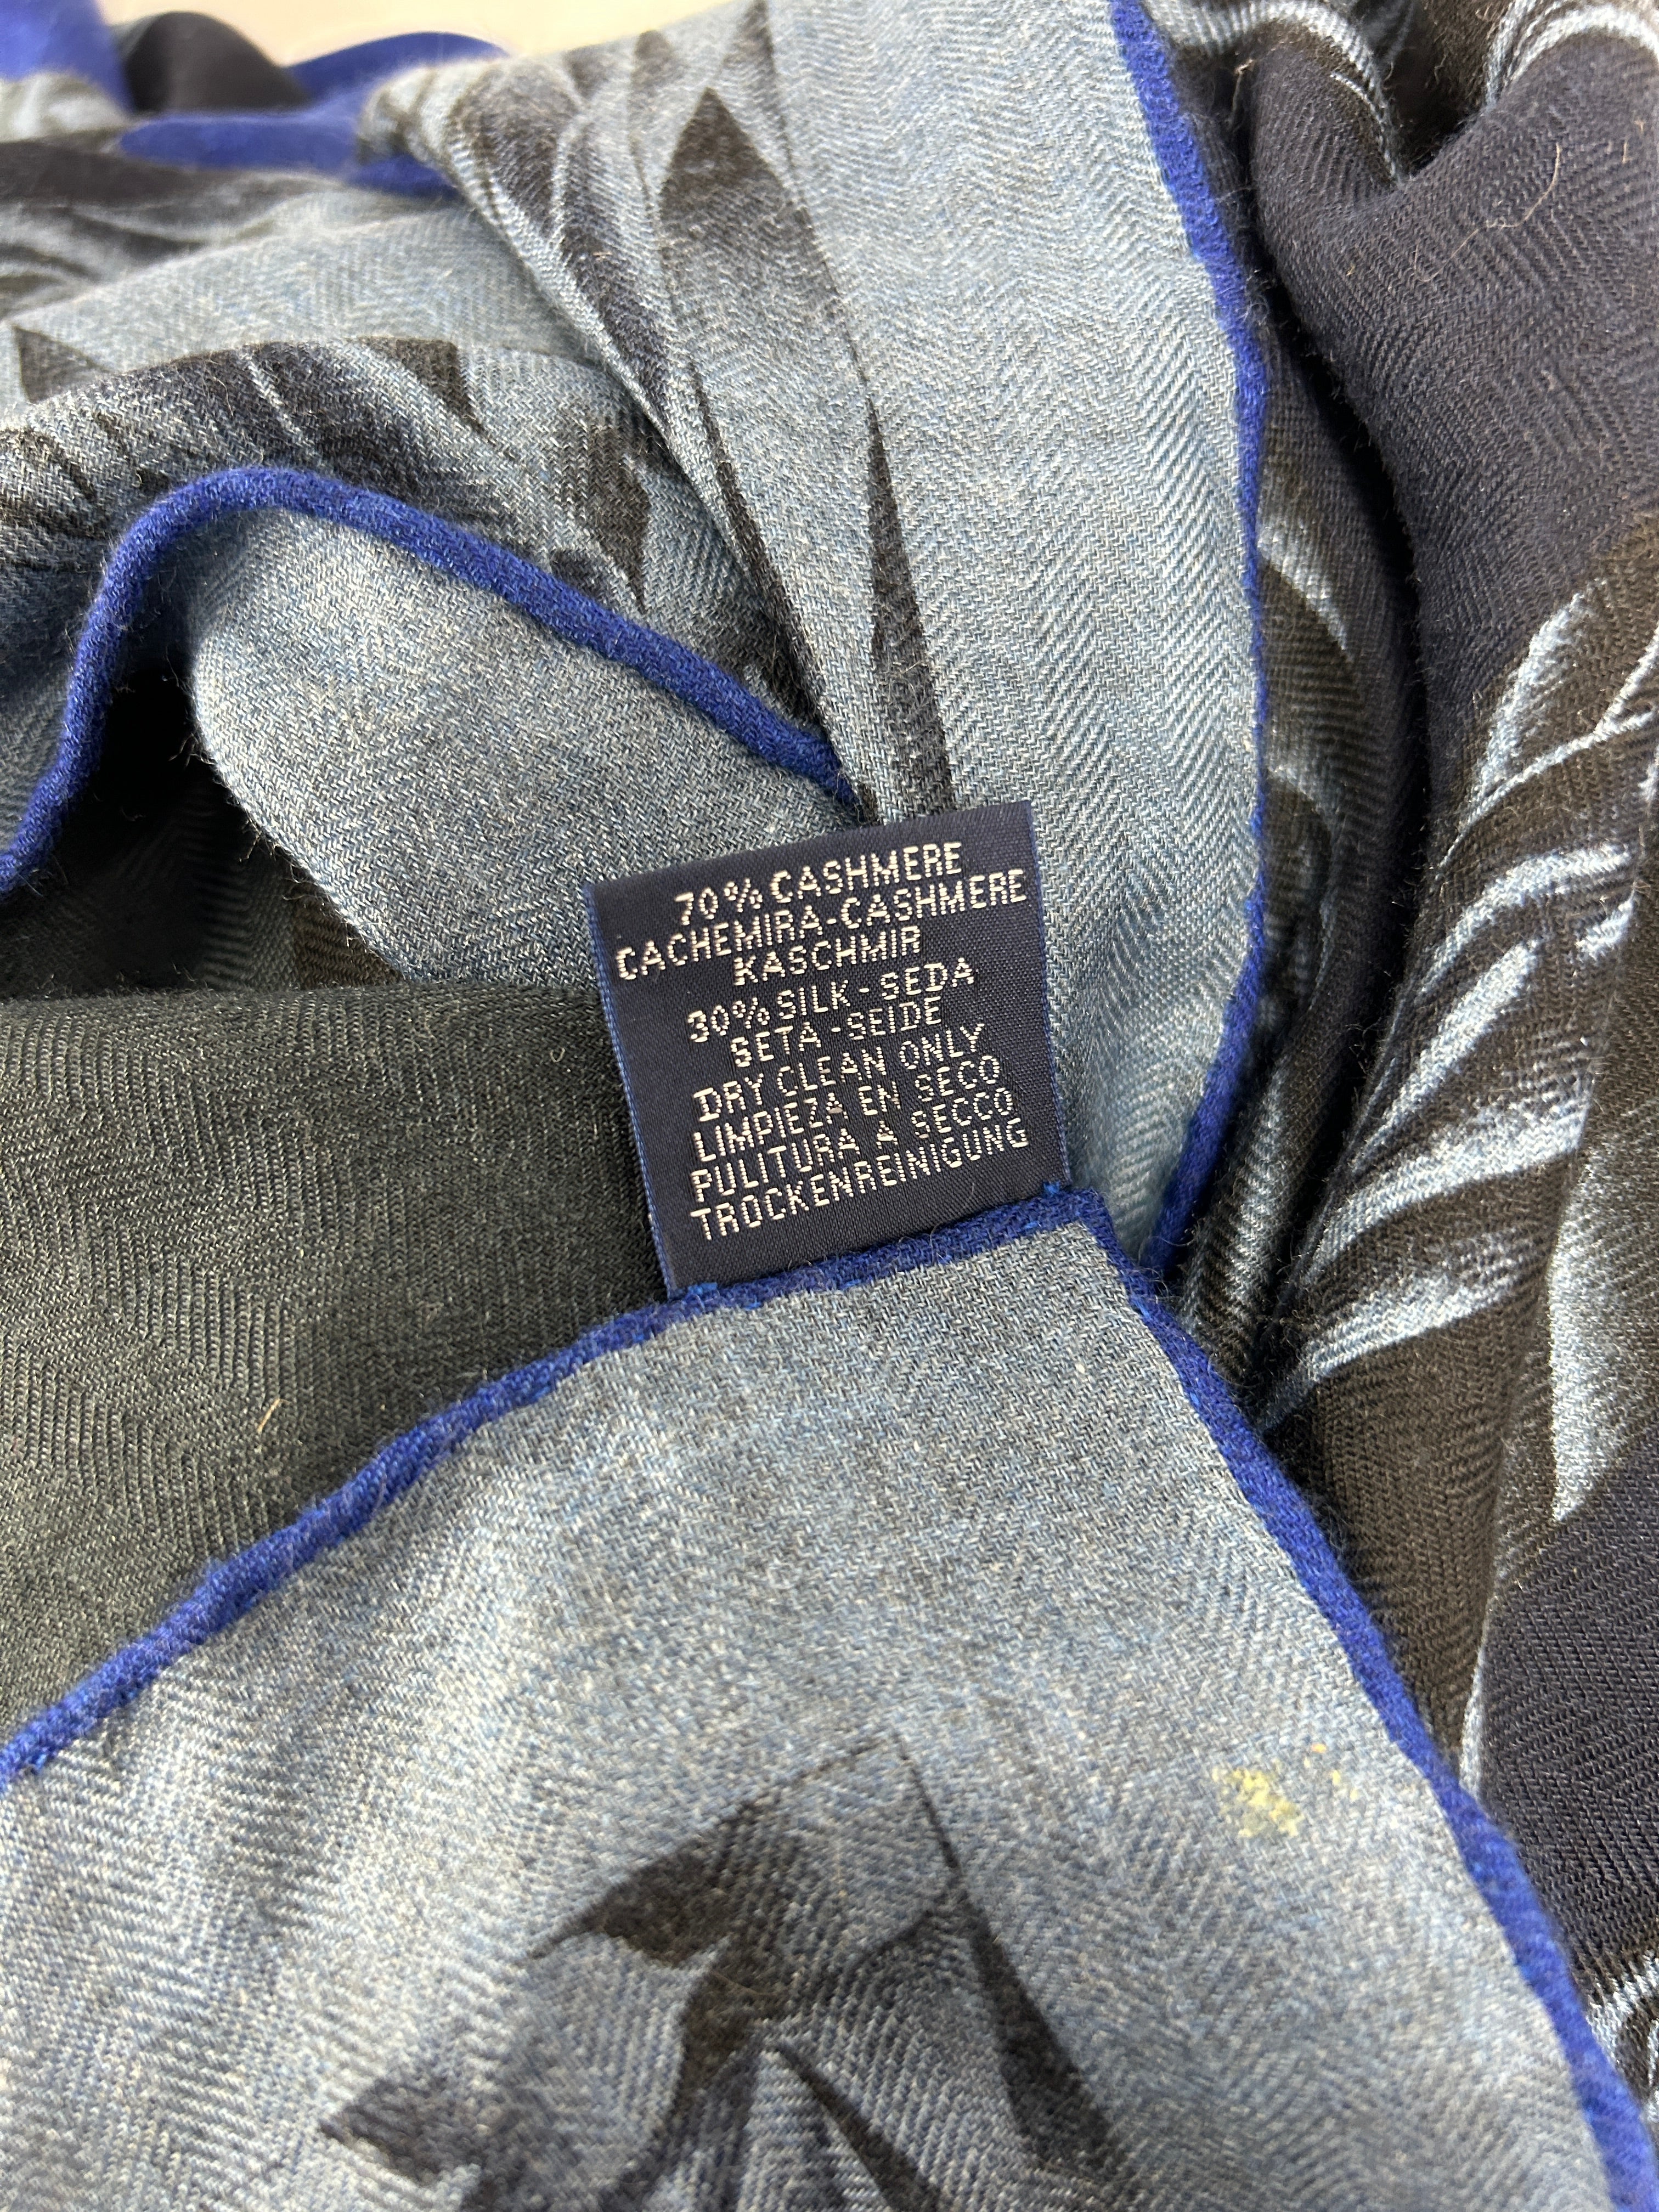 70% CASHMERE
CACHEMIRA-CASHMERE
KASCHMIR
30% SILK-SEDA
SETA-SEIDE
DRY CLEAN ONLY
LIMPIEZA EN SECO
PULITURA A SECCO
TROCKENREINIGUNG